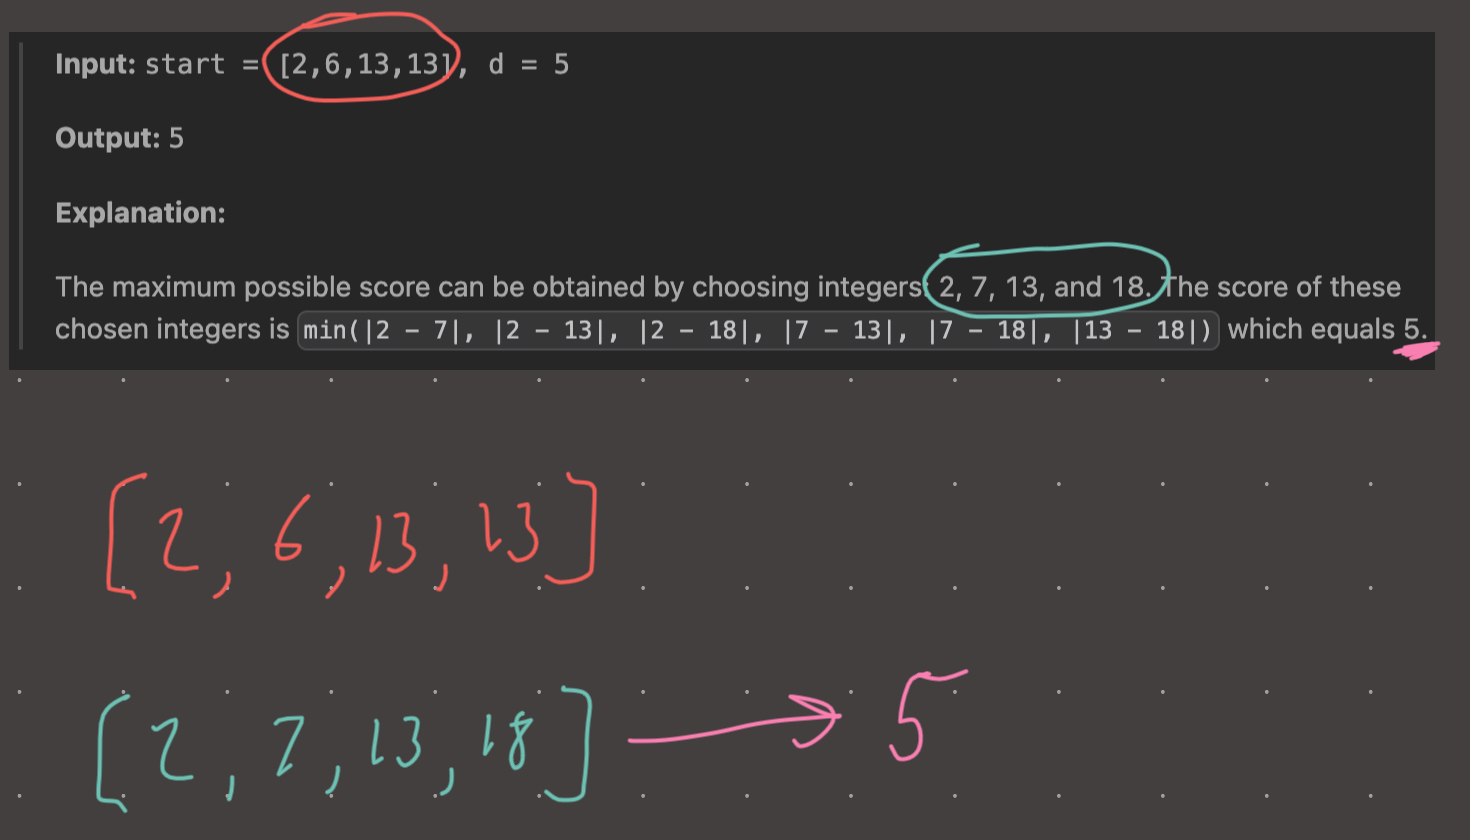 Input: start = [2,6,13,13], d = 5
Output: 5
Explanation:
The maximum possible score can be obtained by choosing integers 2, 7, 13, and 18. The score of these
chosen integers is min(|2 - 7|, |2 - 13|, |2 - 18|, |7 - 13|, |7 - 18|, |13 - 18|) which equals 5.
[2, 6, 13, 13]
[2, 7, 13, 18] → 5